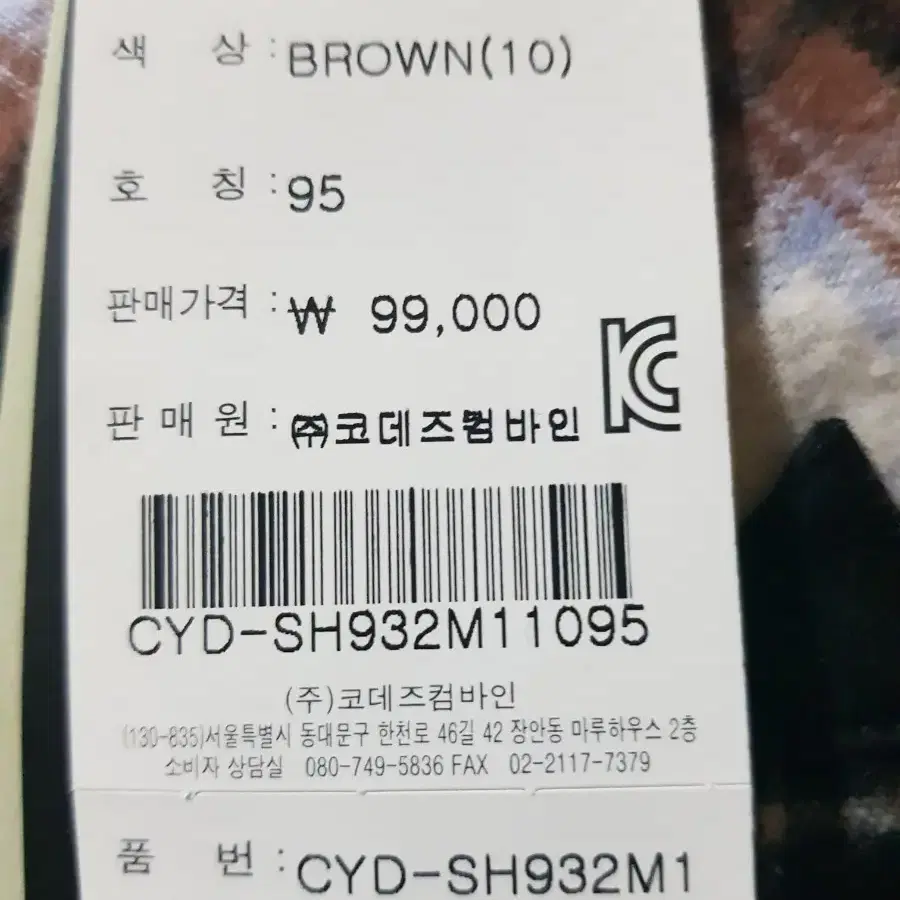 색 상 : BROWN(10)
호 칭 : 95
판매가격 : ₩ 99,000
판 매 원 : ㈜코데즈컴바인
CYD-SH932M11095
(주)코데즈컴바인
(130-835)서울특별시 동대문구 한천로 46길 42 장안동 마루하우스 2층
소비자 상담실 080-749-5836 FAX 02-2117-7379
품 번 : CYD-SH932M1